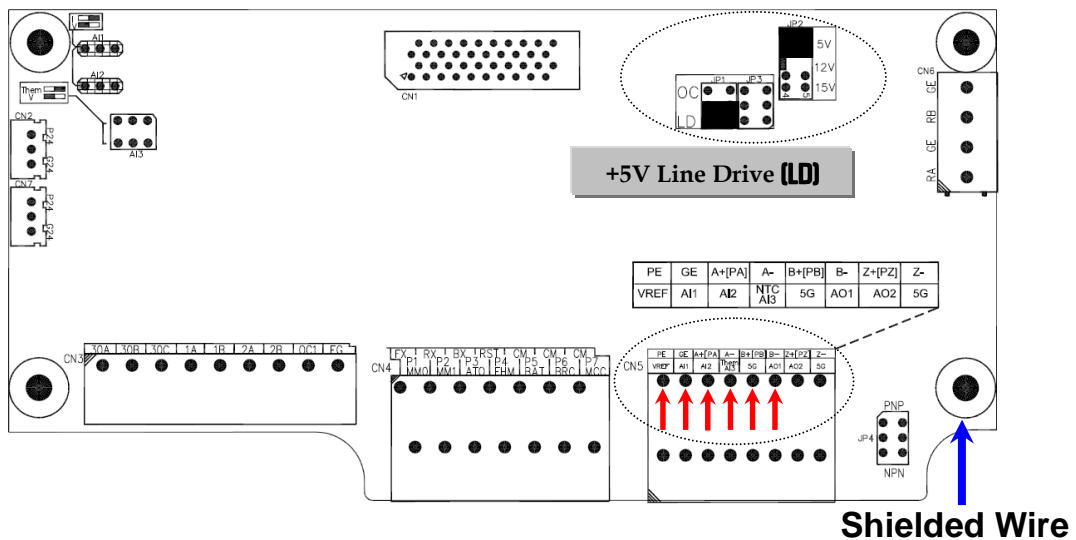 I
V
AI1
AI2
Them
V
AI3
CN2
P24
G24
CN7
P24
G24
CN1
JP2
5V
12V
15V
4 5
JP1 JP3
OC
LD
CN6
GE
RB
GE
RA
+5V Line Drive (LD)
PE GE A+[PA] A- B+[PB] B- Z+[PZ] Z-
VREF AI1 AI2 NTC AI3 5G AO1 AO2 5G
CN3
30A 30B 30C 1A 1B 2A 2B OC1 EG
CN4
FX RX BX RST CM CM CM
P1 P2 P3 P4 P5 P6 P7
MM0 MM1 AT0 EHM BAT BRC MCC
CN5
PE GE A+[PA] A- B+[PB] B- Z+[PZ] Z-
VREF AI1 AI2 Them AI3 5G AO1 AO2 5G
PNP
JP4
NPN
Shielded Wire